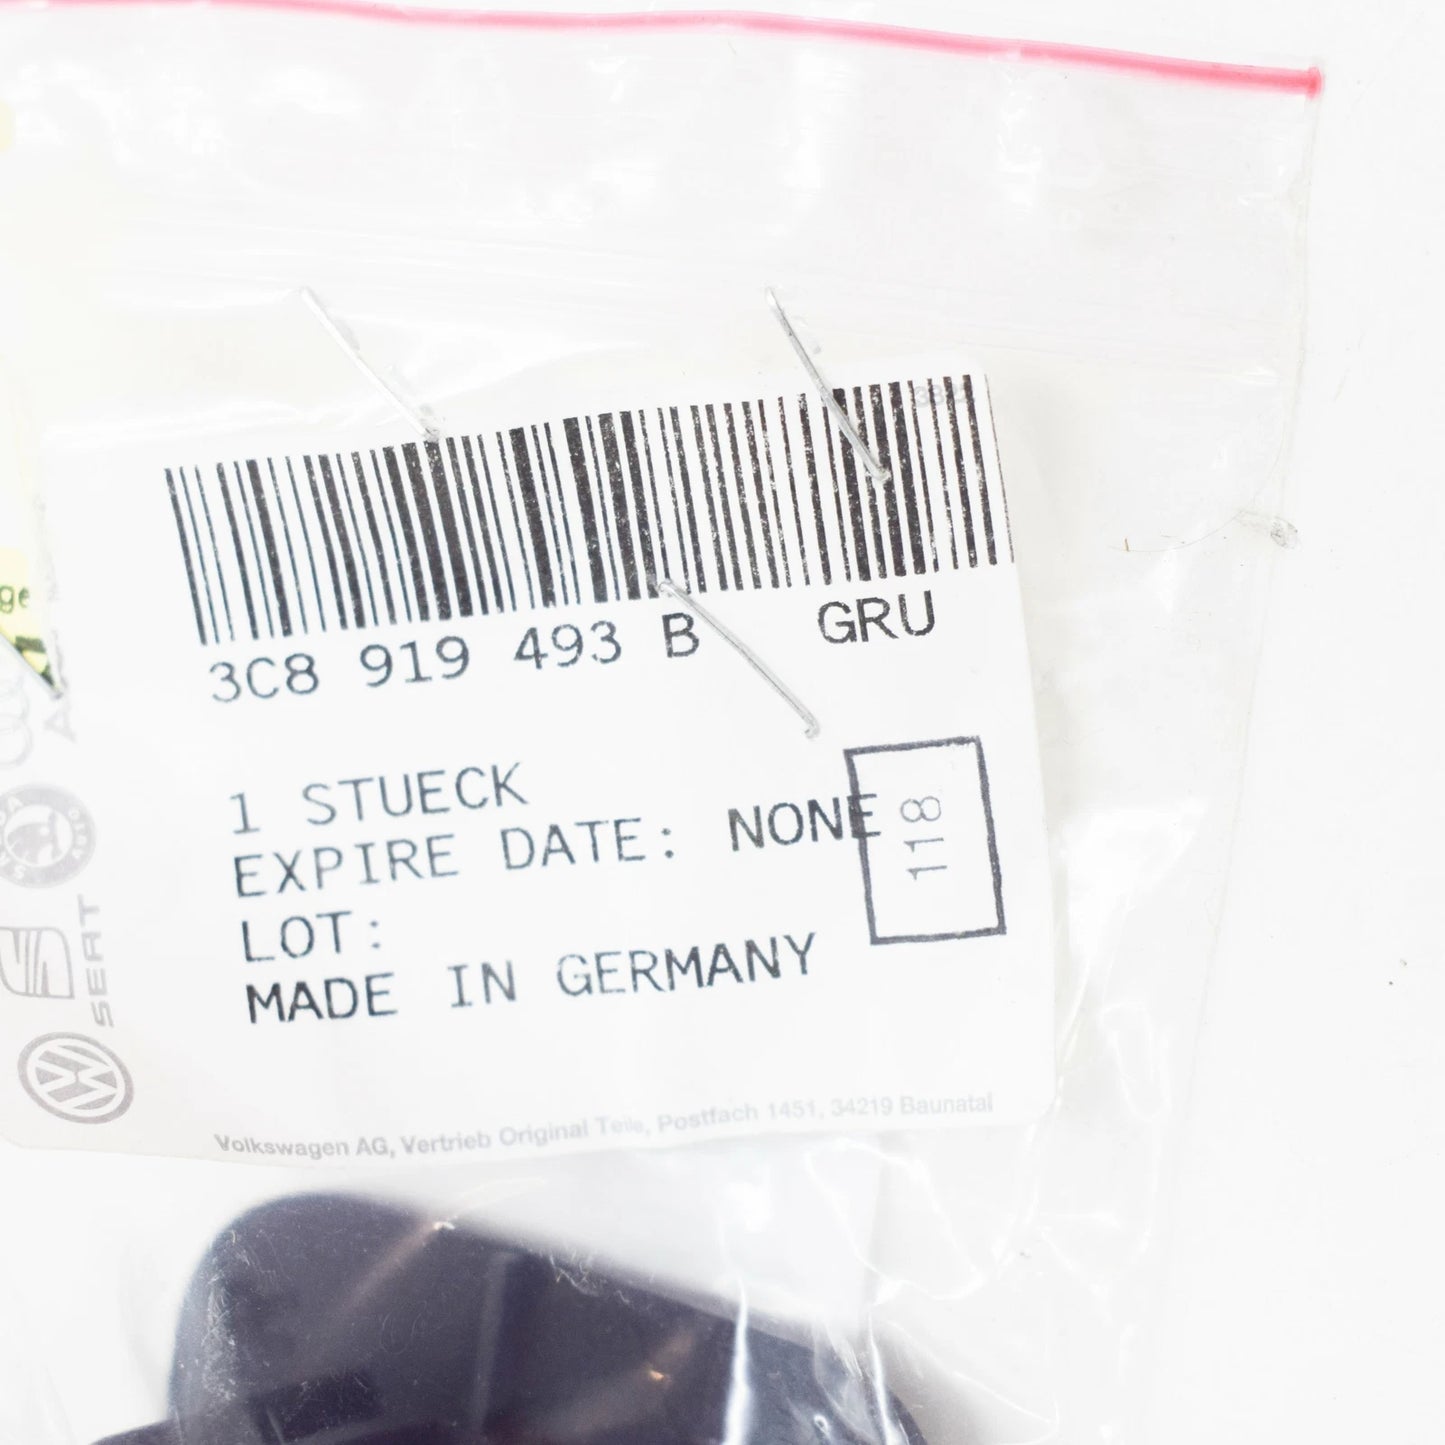 3C8 919 493 B GRU
1 STUECK
EXPIRE DATE: NONE
118
LOT:
MADE IN GERMANY
Volkswagen AG, Vertrieb Original Teile, Postfach 1451, 34219 Baunatal
SEAT
ge